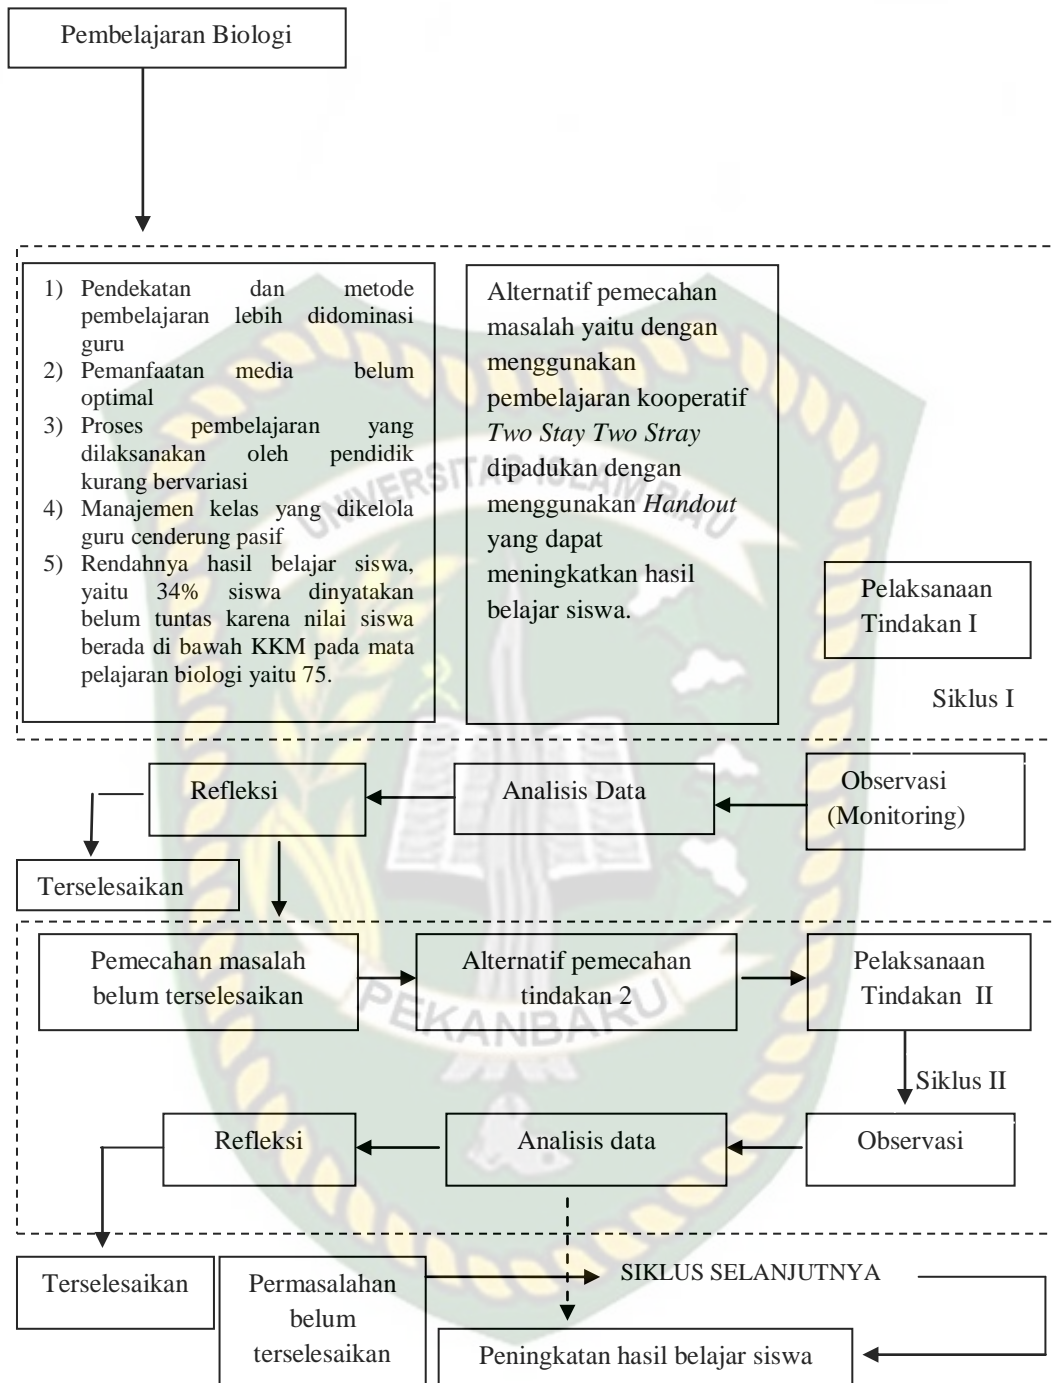 Pembelajaran Biologi
1) Pendekatan dan metode
pembelajaran lebih didominasi
guru
2) Pemanfaatan media belum
optimal
3) Proses pembelajaran yang
dilaksanakan oleh pendidik
kurang bervariasi
4) Manajemen kelas yang dikelola
guru cenderung pasif
5) Rendahnya hasil belajar siswa,
yaitu 34% siswa dinyatakan
belum tuntas karena nilai siswa
berada di bawah KKM pada mata
pelajaran biologi yaitu 75.
Alternatif pemecahan
masalah yaitu dengan
menggunakan
pembelajaran kooperatif
Two Stay Two Stray
dipadukan dengan
menggunakan Handout
yang dapat
meningkatkan hasil
belajar siswa.
Pelaksanaan
Tindakan I
Siklus I
UNIVERSITAS ISLAM RIAU
Refleksi
Analisis Data
Observasi
(Monitoring)
Terselesaikan
Pemecahan masalah
belum terselesaikan
Alternatif pemecahan
tindakan 2
Pelaksanaan
Tindakan II
PEKANBARU
Siklus II
Refleksi
Analisis data
Observasi
Terselesaikan
Permasalahan
belum
terselesaikan
SIKLUS SELANJUTNYA
Peningkatan hasil belajar siswa